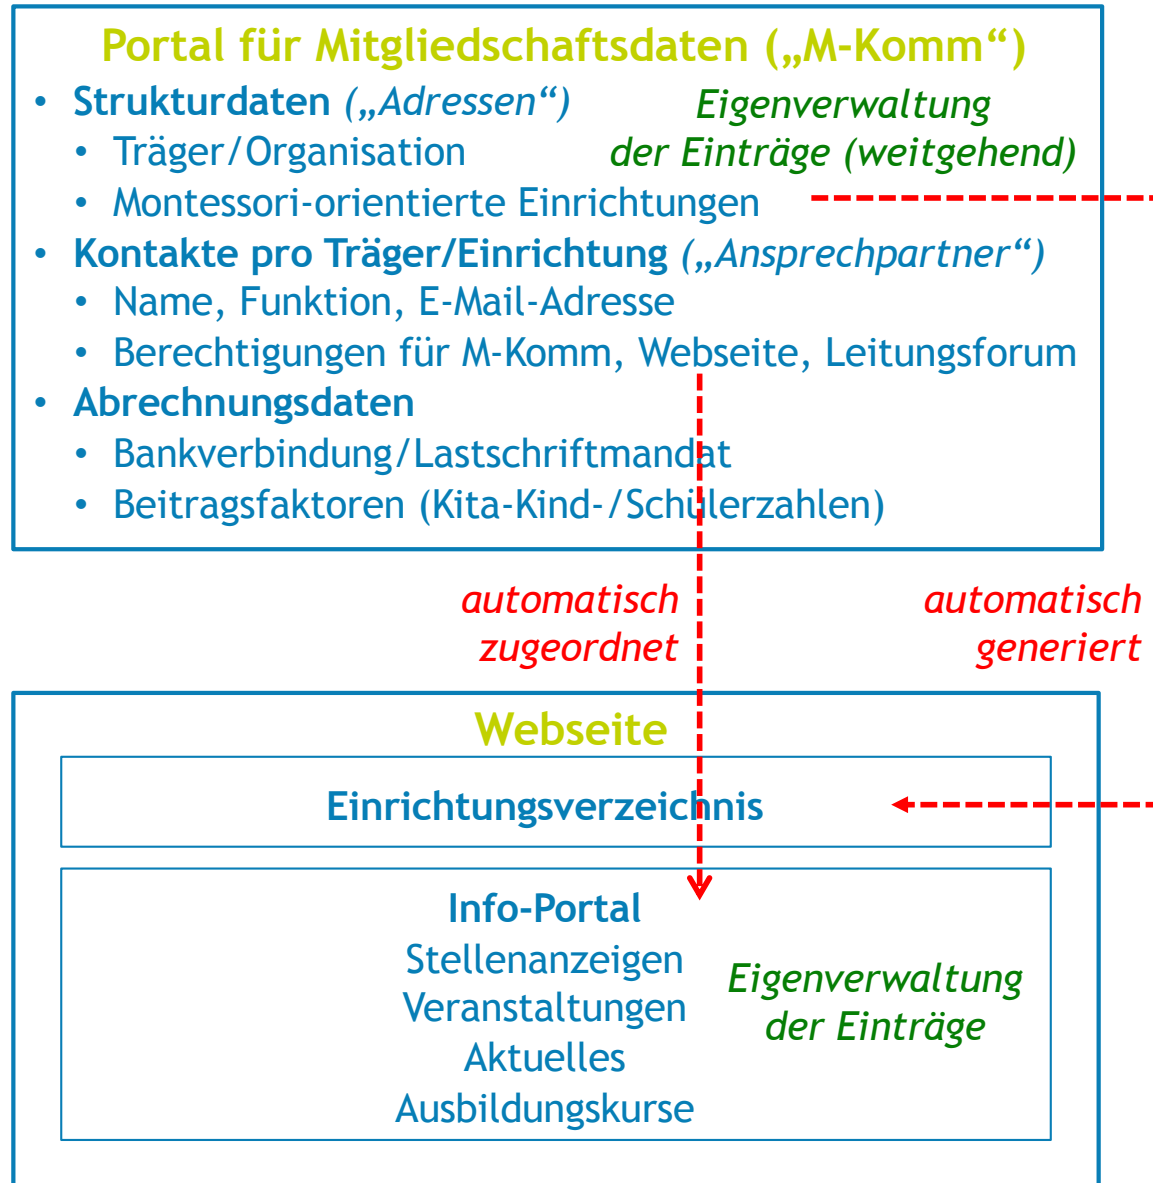 Portal für Mitgliedschaftsdaten („M-Komm“)
• Strukturdaten („Adressen“)
Eigenverwaltung
der Einträge (weitgehend)
• Träger/Organisation
• Montessori-orientierte Einrichtungen
• Kontakte pro Träger/Einrichtung („Ansprechpartner“)
• Name, Funktion, E-Mail-Adresse
• Berechtigungen für M-Komm, Webseite, Leitungsforum
• Abrechnungsdaten
• Bankverbindung/Lastschriftmandat
• Beitragsfaktoren (Kita-Kind-/Schülerzahlen)
automatisch
zugeordnet
automatisch
generiert
Webseite
Einrichtungsverzeichnis
Info-Portal
Stellenanzeigen
Veranstaltungen
Aktuelles
Ausbildungskurse
Eigenverwaltung
der Einträge